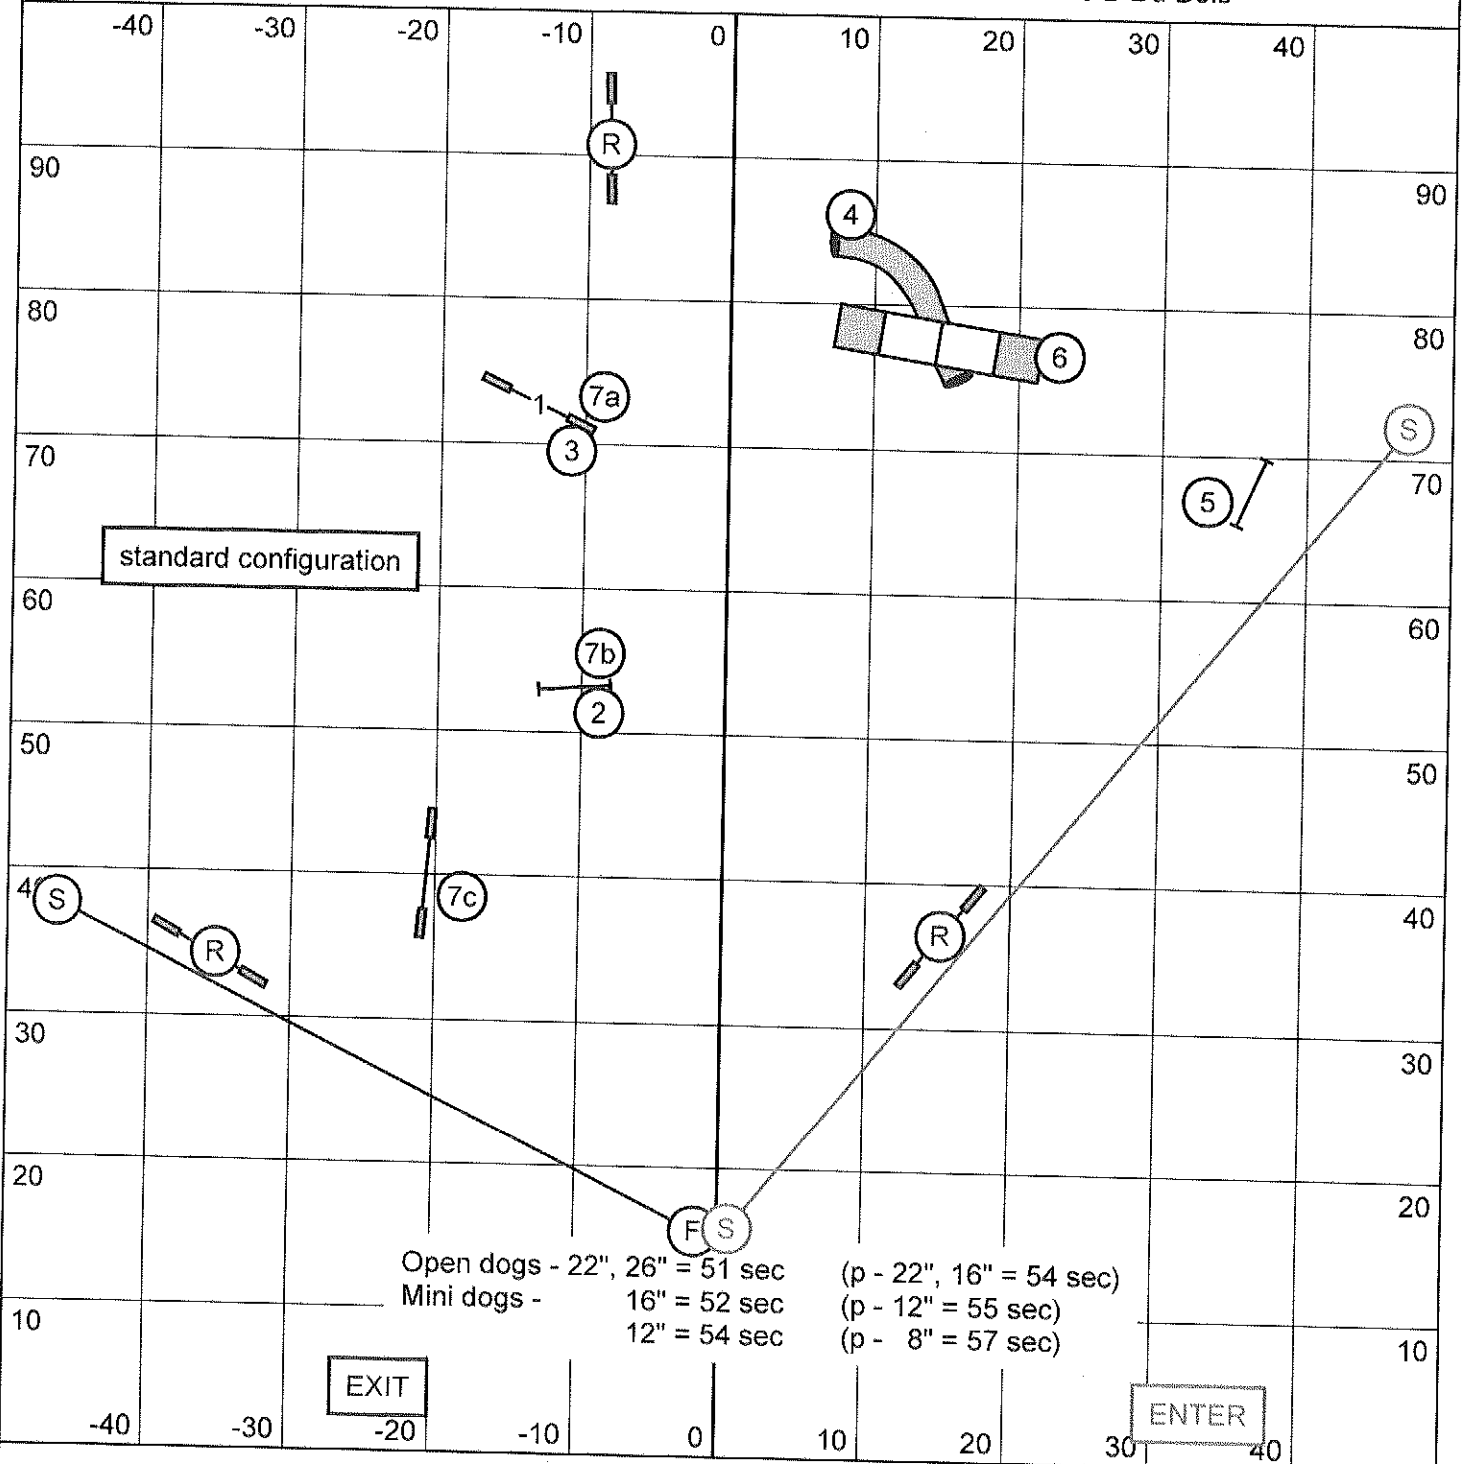 -40 -30 -20 -10 0 10 20 30 40
R
90 90
4
80 80
6
7a
1
3
S
70 70
5
standard configuration
60 60
7b
2
50 50
7c
40 S 40
R R
30 30
20 20
F S
Open dogs - 22", 26" = 51 sec (p - 22", 16" = 54 sec)
Mini dogs - 16" = 52 sec (p - 12" = 55 sec)
12" = 54 sec (p - 8" = 57 sec)
10 10
EXIT
ENTER
-40 -30 -20 -10 0 10 20 30 40